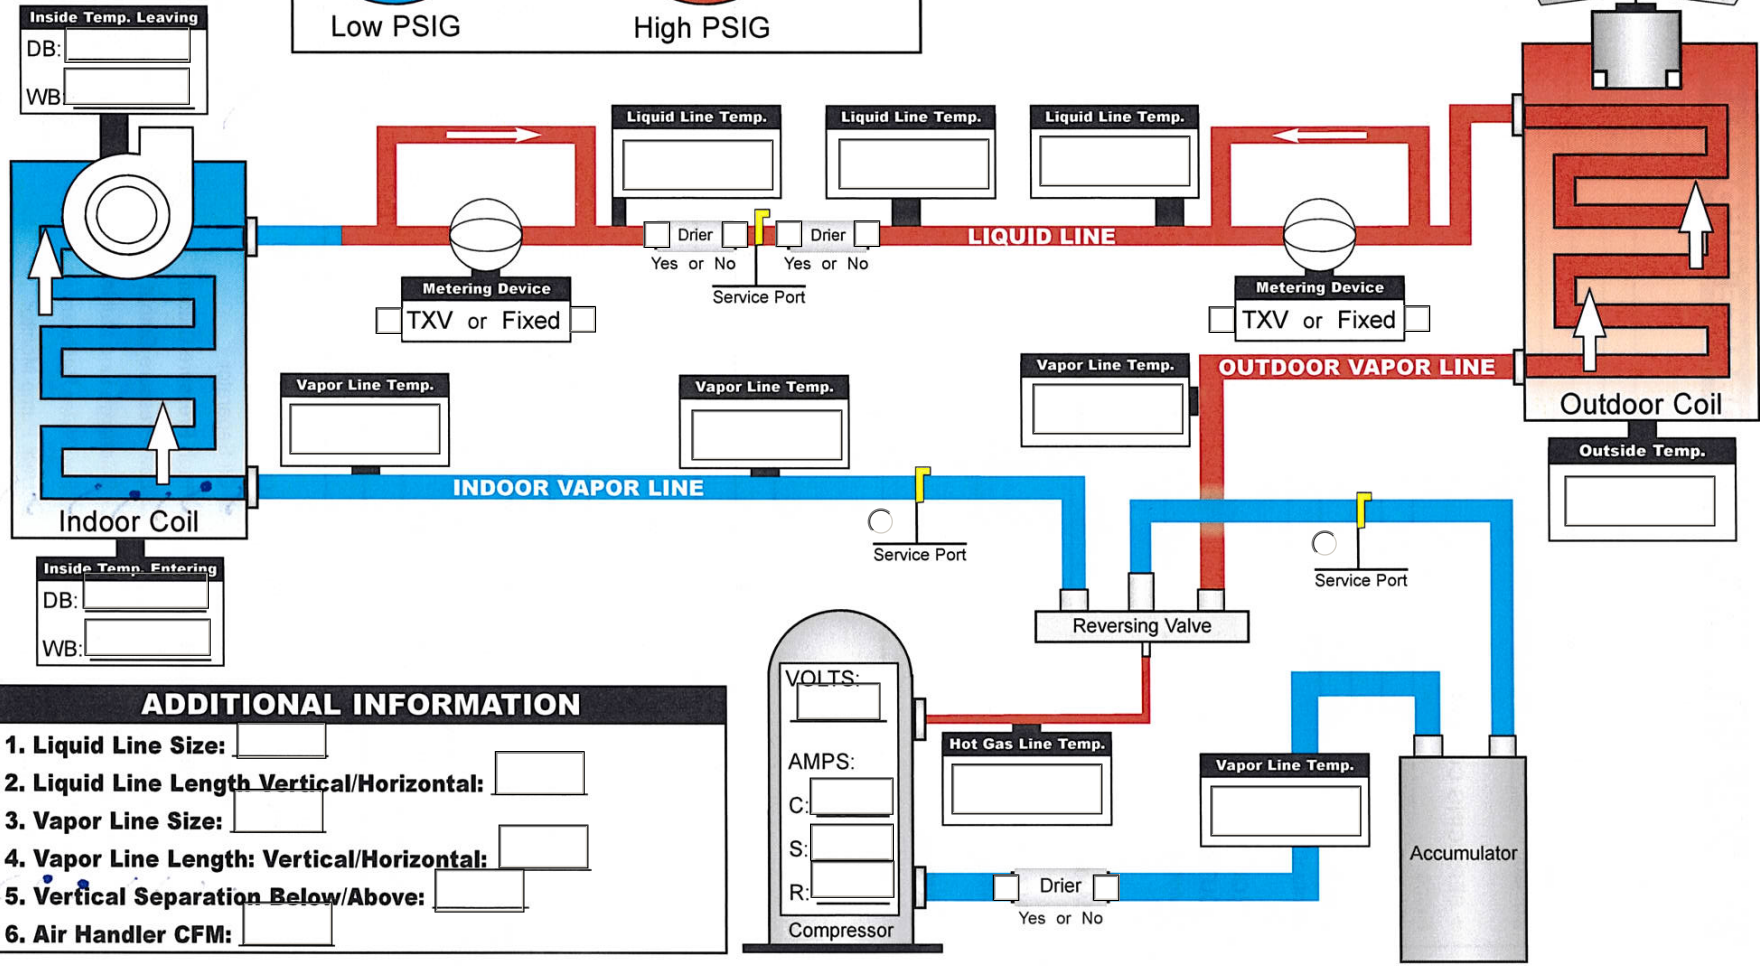 Low PSIG
High PSIG
Inside Temp. Leaving
DB:
WB:
Liquid Line Temp.
Liquid Line Temp.
Liquid Line Temp.
Drier
Drier
LIQUID LINE
Yes or No
Yes or No
Service Port
Metering Device
TXV or Fixed
Metering Device
TXV or Fixed
Vapor Line Temp.
OUTDOOR VAPOR LINE
Vapor Line Temp.
Vapor Line Temp.
Outdoor Coil
Outside Temp.
INDOOR VAPOR LINE
Indoor Coil
Service Port
Service Port
Inside Temp. Entering
DB:
WB:
Reversing Valve
VOLTS:
AMPS:
C:
S:
R:
Compressor
Hot Gas Line Temp.
Vapor Line Temp.
Accumulator
Drier
Yes or No
ADDITIONAL INFORMATION
1. Liquid Line Size:
2. Liquid Line Length Vertical/Horizontal:
3. Vapor Line Size:
4. Vapor Line Length: Vertical/Horizontal:
5. Vertical Separation Below/Above:
6. Air Handler CFM: